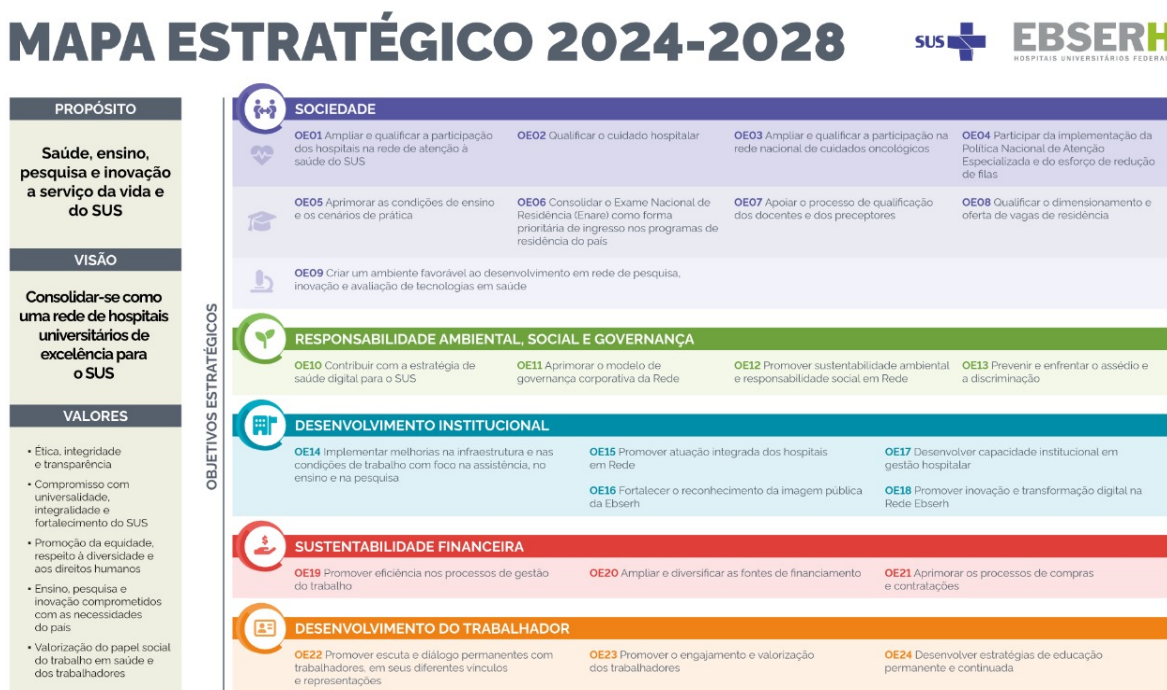 MAPA ESTRATÉGICO 2024-2028
SUS
EBSERH
HOSPITAIS UNIVERSITÁRIOS FEDERA
PROPÓSITO
Saúde, ensino,
pesquisa e inovação
a serviço da vida e
do SUS
VISÃO
Consolidar-se como
uma rede de hospitais
universitários de
excelência para
o SUS
VALORES
▪ Ética, integridade
e transparência
▪ Compromisso com
universalidade,
integralidade e
fortalecimento do SUS
▪ Promoção da equidade,
respeito à diversidade e
aos direitos humanos
▪ Ensino, pesquisa e
inovação comprometidos
com as necessidades
do país
▪ Valorização do papel social
do trabalho em saúde e
dos trabalhadores
OBJETIVOS ESTRATÉGICOS
SOCIEDADE
OE01 Ampliar e qualificar a participação
dos hospitais na rede de atenção à
saúde do SUS
OE02 Qualificar o cuidado hospitalar
OE03 Ampliar e qualificar a participação na
rede nacional de cuidados oncológicos
OE04 Participar da implementação da
Política Nacional de Atenção
Especializada e do esforço de redução
de filas
OE05 Aprimorar as condições de ensino
e os cenários de prática
OE06 Consolidar o Exame Nacional de
Residência (Enare) como forma
prioritária de ingresso nos programas de
residência do país
OE07 Apoiar o processo de qualificação
dos docentes e dos preceptores
OE08 Qualificar o dimensionamento e
oferta de vagas de residência
OE09 Criar um ambiente favorável ao desenvolvimento em rede de pesquisa,
inovação e avaliação de tecnologias em saúde
RESPONSABILIDADE AMBIENTAL, SOCIAL E GOVERNANÇA
OE10 Contribuir com a estratégia de
saúde digital para o SUS
OE11 Aprimorar o modelo de
governança corporativa da Rede
OE12 Promover sustentabilidade ambiental
e responsabilidade social em Rede
OE13 Prevenir e enfrentar o assédio e
a discriminação
DESENVOLVIMENTO INSTITUCIONAL
OE14 Implementar melhorias na infraestrutura e nas
condições de trabalho com foco na assistência, no
ensino e na pesquisa
OE15 Promover atuação integrada dos hospitais
em Rede
OE16 Fortalecer o reconhecimento da imagem pública
da Ebserh
OE17 Desenvolver capacidade institucional em
gestão hospitalar
OE18 Promover inovação e transformação digital na
Rede Ebserh
SUSTENTABILIDADE FINANCEIRA
OE19 Promover eficiência nos processos de gestão
do trabalho
OE20 Ampliar e diversificar as fontes de financiamento
OE21 Aprimorar os processos de compras
e contratações
DESENVOLVIMENTO DO TRABALHADOR
OE22 Promover escuta e diálogo permanentes com
trabalhadores, em seus diferentes vínculos
e representações
OE23 Promover o engajamento e valorização
dos trabalhadores
OE24 Desenvolver estratégias de educação
permanente e continuada